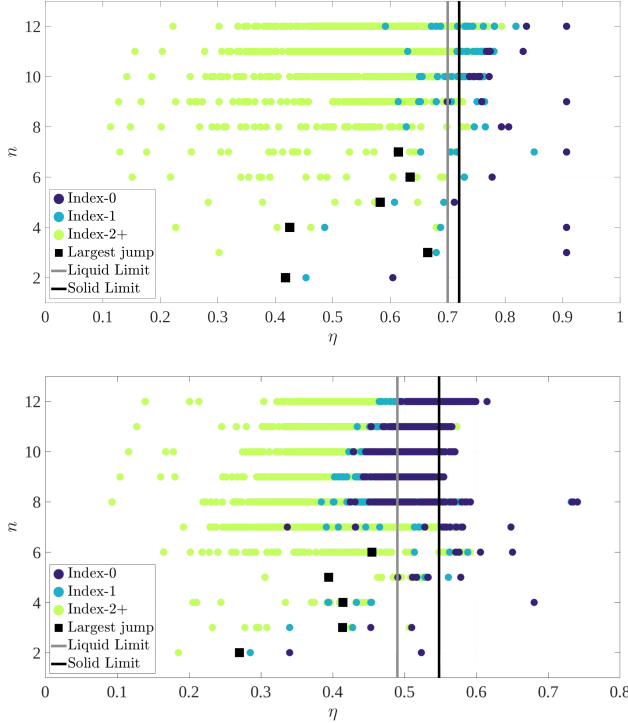 12
10
8
6
4
2
n
Index-0
Index-1
Index-2+
Largest jump
Liquid Limit
Solid Limit
0 0.1 0.2 0.3 0.4 0.5 0.6 0.7 0.8 0.9 1
η
12
10
8
6
4
2
n
Index-0
Index-1
Index-2+
Largest jump
Liquid Limit
Solid Limit
0 0.1 0.2 0.3 0.4 0.5 0.6 0.7 0.8
η